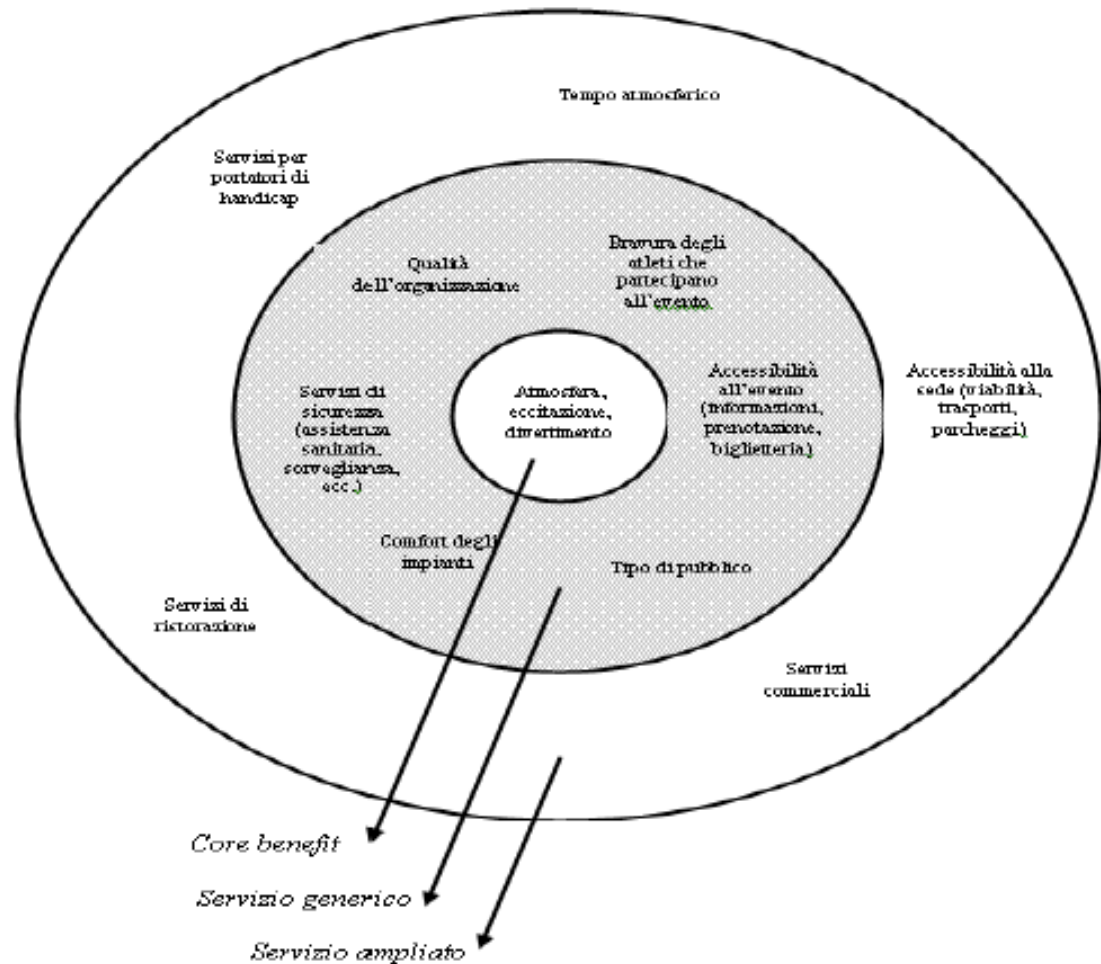 Tempo atmosferico
Servizi per
portatori di
handicap
Qualità
dell'organizzazione
Bravura degli
atleti che
partecipano
all'evento
Servizi di
sicurezza
(assistenza
sanitaria,
sorveglianza,
ecc.)
Atmosfera,
eccitazione,
divertimento
Accessibilità
all'evento
(informazioni,
prenotazione,
biglietteria)
Accessibilità alla
sede (viabilità,
trasporti,
parcheggi)
Comfort degli
impianti
Tipo di pubblico
Servizi di
ristorazione
Servizi
commerciali
Core benefit
Servizio generico
Servizio ampliato